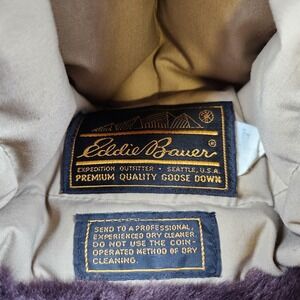 Eddie Bauer®
EXPEDITION OUTFITTER • SEATTLE, U.S.A.
PREMIUM QUALITY GOOSE DOWN
SEND TO A PROFESSIONAL,
EXPERIENCED DRY CLEANER.
DO NOT USE THE COIN-
OPERATED METHOD OF DRY
CLEANING.